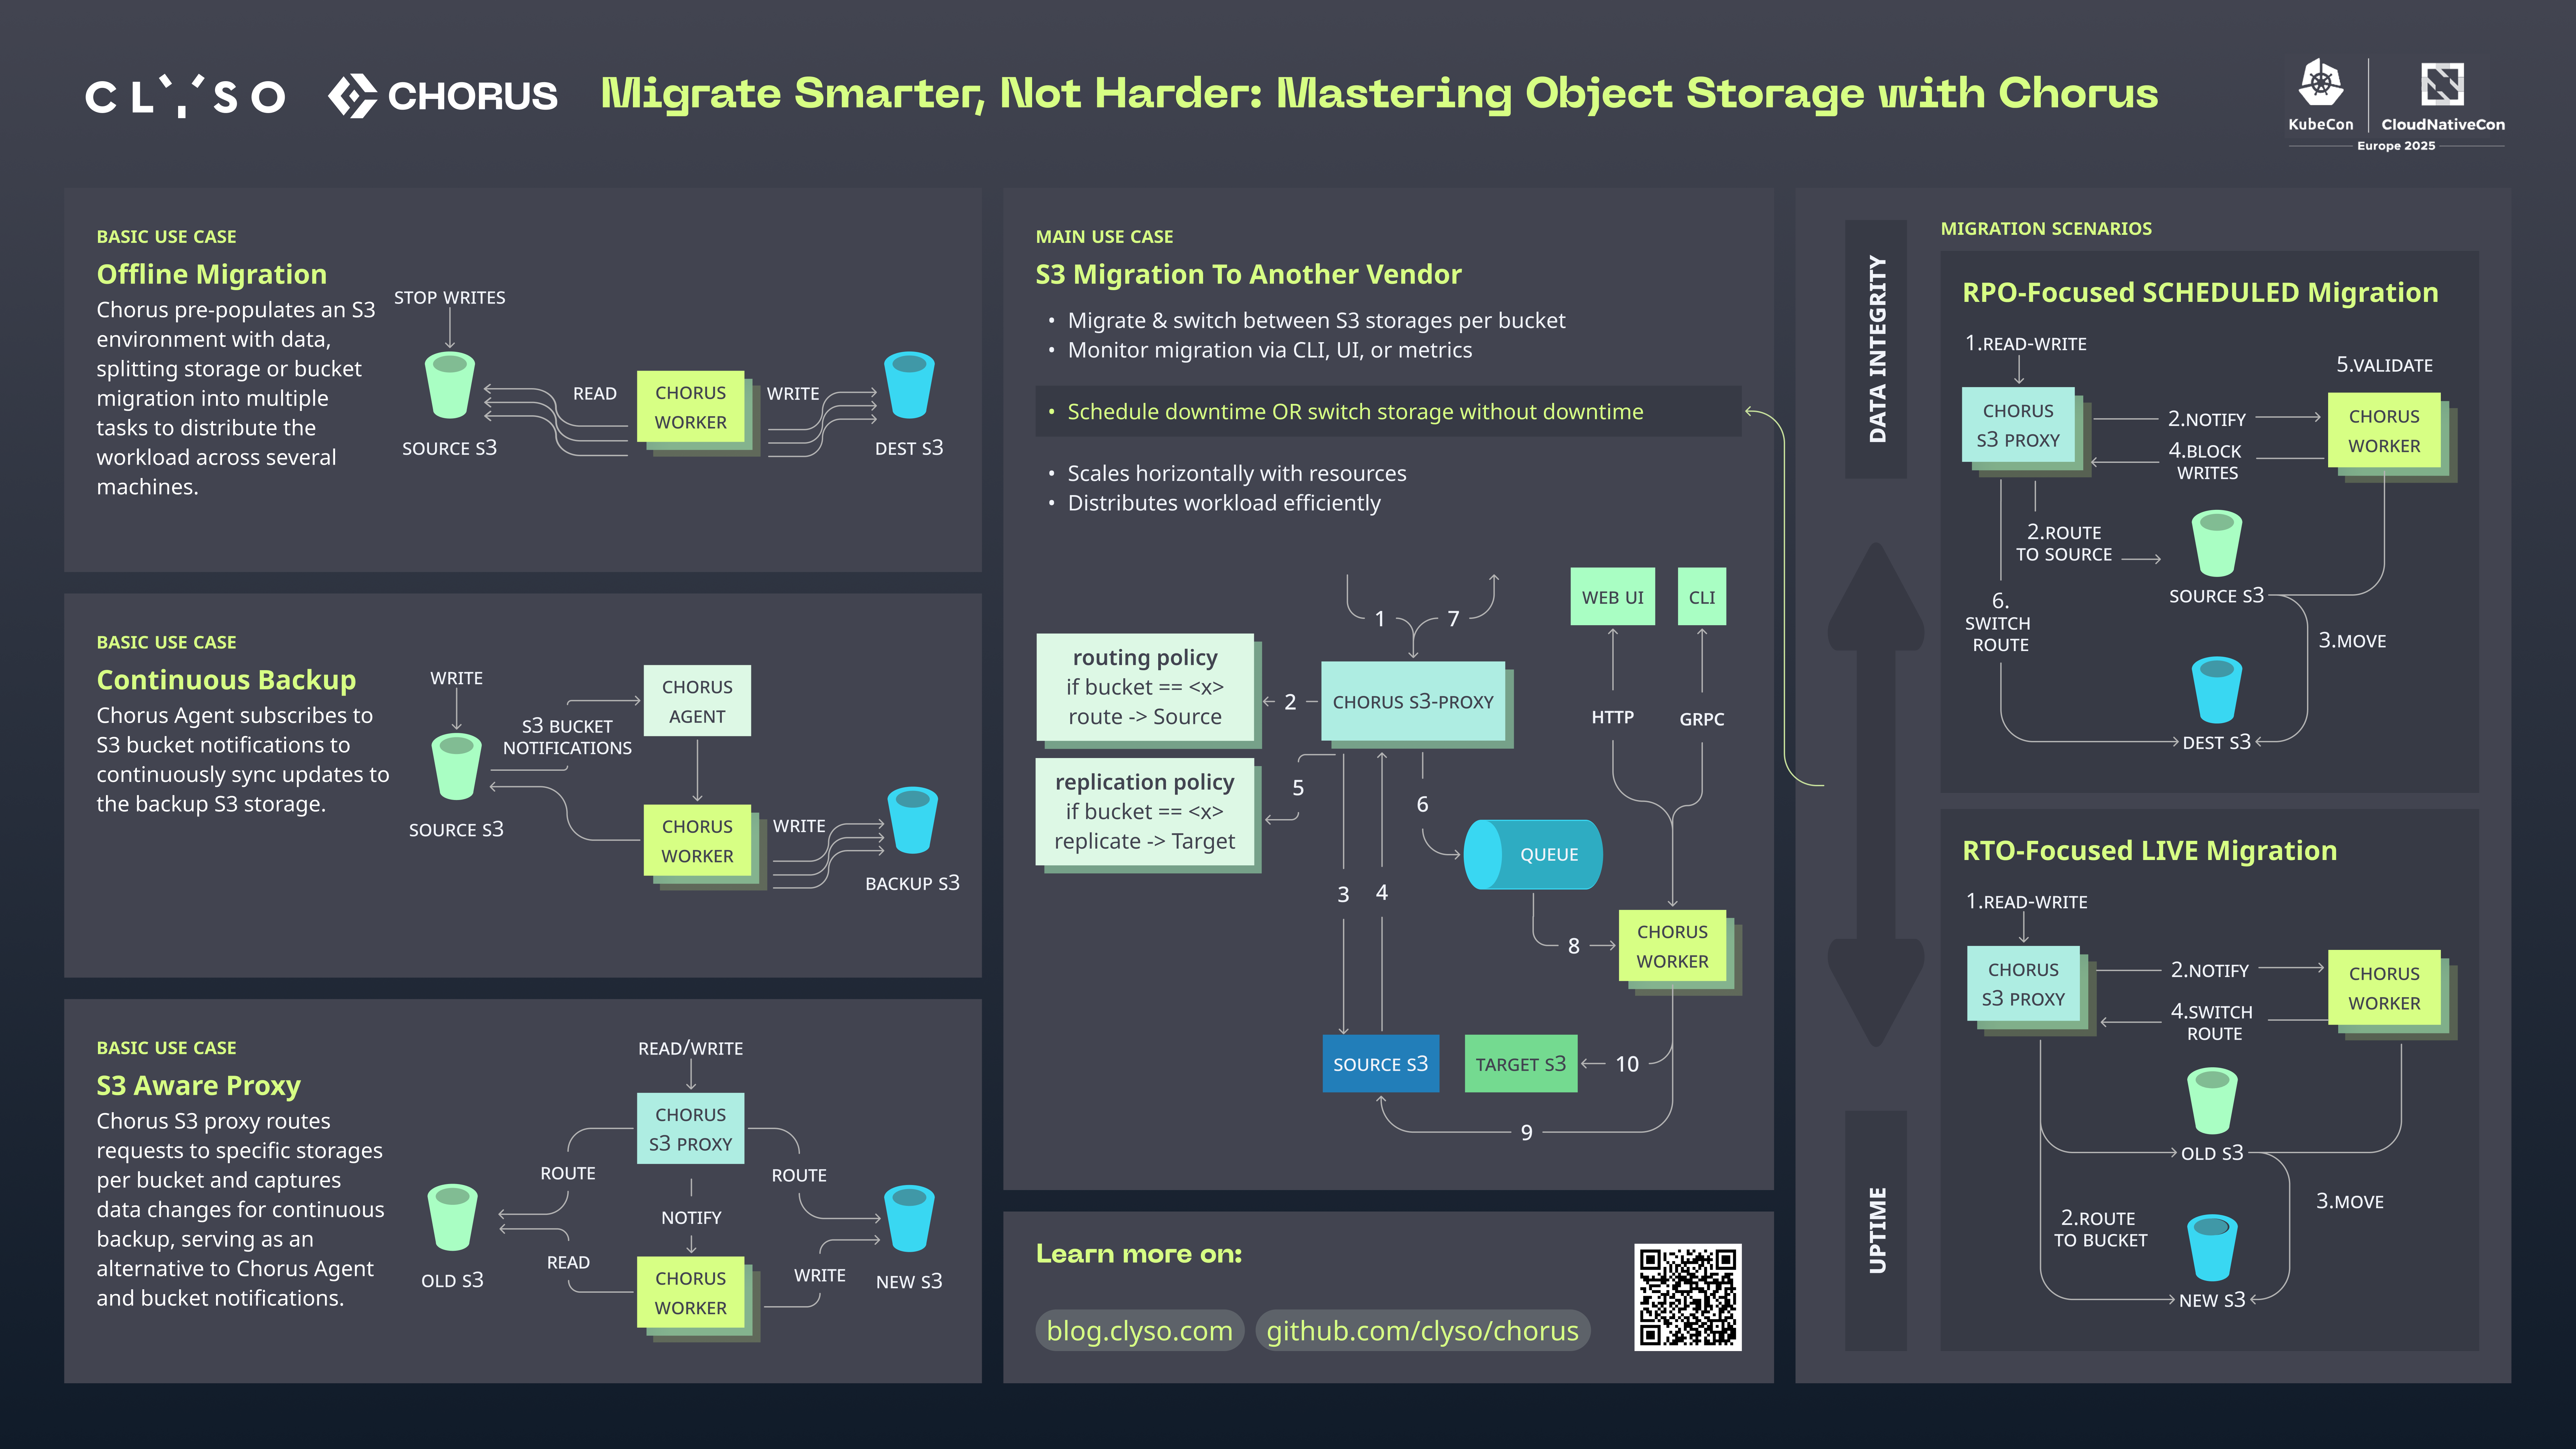 CLYSO
CHORUS
Migrate Smarter, Not Harder: Mastering Object Storage with Chorus
KubeCon
CloudNativeCon
Europe 2025
BASIC USE CASE
Offline Migration
Chorus pre-populates an S3
environment with data,
splitting storage or bucket
migration into multiple
tasks to distribute the
workload across several
machines.
STOP WRITES
SOURCE S3
READ
CHORUS
WORKER
WRITE
DEST S3
BASIC USE CASE
Continuous Backup
Chorus Agent subscribes to
S3 bucket notifications to
continuously sync updates to
the backup S3 storage.
WRITE
SOURCE S3
S3 BUCKET
NOTIFICATIONS
CHORUS
AGENT
CHORUS
WORKER
WRITE
BACKUP S3
BASIC USE CASE
S3 Aware Proxy
Chorus S3 proxy routes
requests to specific storages
per bucket and captures
data changes for continuous
backup, serving as an
alternative to Chorus Agent
and bucket notifications.
READ/WRITE
CHORUS
S3 PROXY
ROUTE
ROUTE
NOTIFY
READ
OLD S3
CHORUS
WORKER
WRITE
NEW S3
MAIN USE CASE
S3 Migration To Another Vendor
• Migrate & switch between S3 storages per bucket
• Monitor migration via CLI, UI, or metrics
• Schedule downtime OR switch storage without downtime
• Scales horizontally with resources
• Distributes workload efficiently
1
7
WEB UI
CLI
routing policy
if bucket == <x>
route -> Source
2
CHORUS S3-PROXY
HTTP
GRPC
replication policy
if bucket == <x>
replicate -> Target
5
6
3
4
QUEUE
8
CHORUS
WORKER
SOURCE S3
TARGET S3
10
9
Learn more on:
blog.clyso.com
github.com/clyso/chorus
DATA INTEGRITY
UPTIME
MIGRATION SCENARIOS
RPO-Focused SCHEDULED Migration
1.READ-WRITE
CHORUS
S3 PROXY
2.NOTIFY
4.BLOCK
WRITES
5.VALIDATE
CHORUS
WORKER
2.ROUTE
TO SOURCE
SOURCE S3
6.
SWITCH
ROUTE
3.MOVE
DEST S3
RTO-Focused LIVE Migration
1.READ-WRITE
CHORUS
S3 PROXY
2.NOTIFY
4.SWITCH
ROUTE
CHORUS
WORKER
OLD S3
2.ROUTE
TO BUCKET
3.MOVE
NEW S3